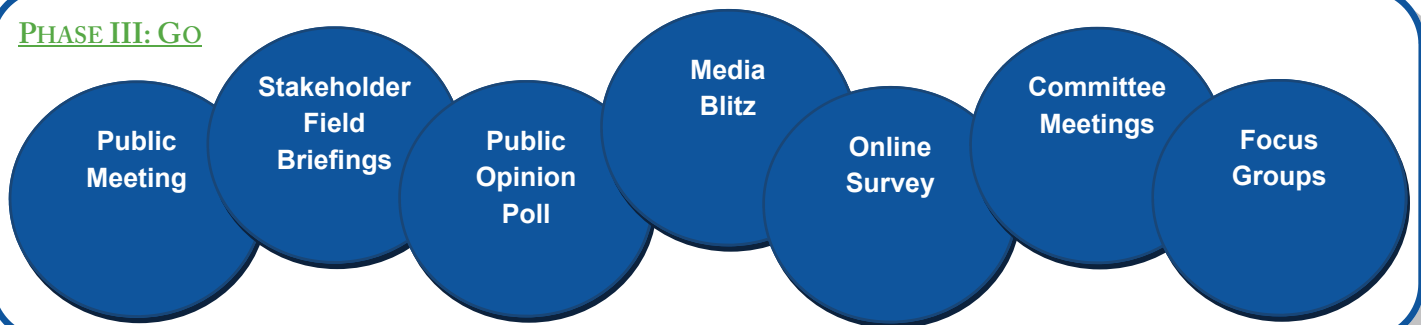 PHASE III: GO
Public
Meeting
Stakeholder
Field
Briefings
Public
Opinion
Poll
Media
Blitz
Online
Survey
Committee
Meetings
Focus
Groups